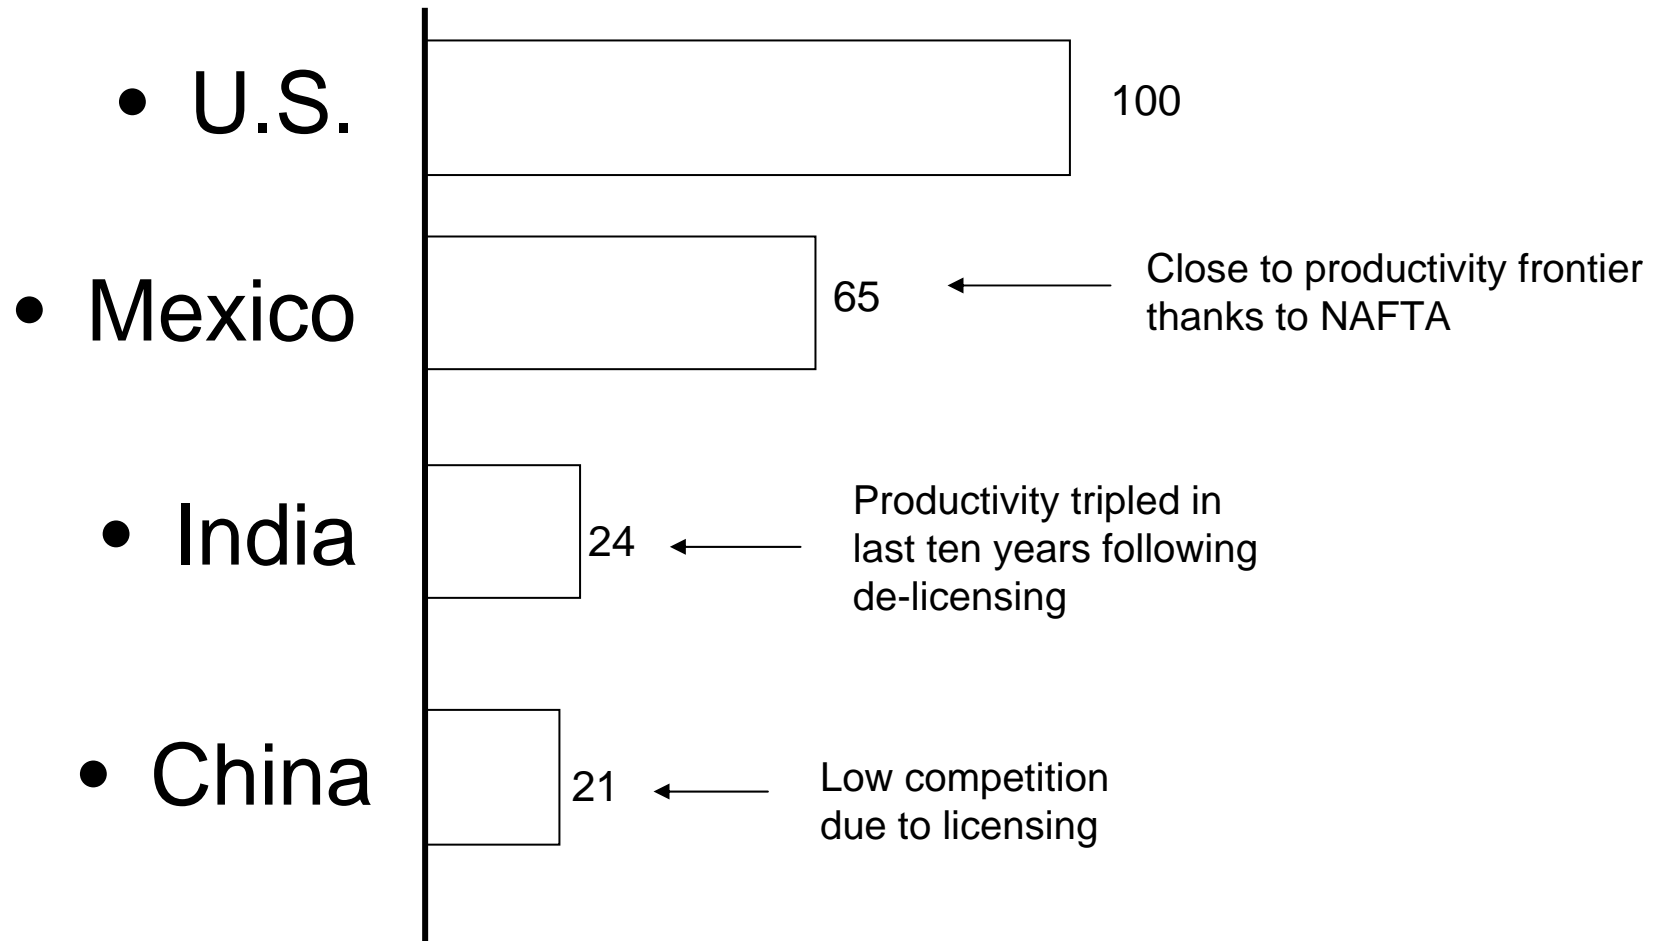 • U.S.
100
• Mexico
65
Close to productivity frontier
thanks to NAFTA
• India
24
Productivity tripled in
last ten years following
de-licensing
• China
21
Low competition
due to licensing